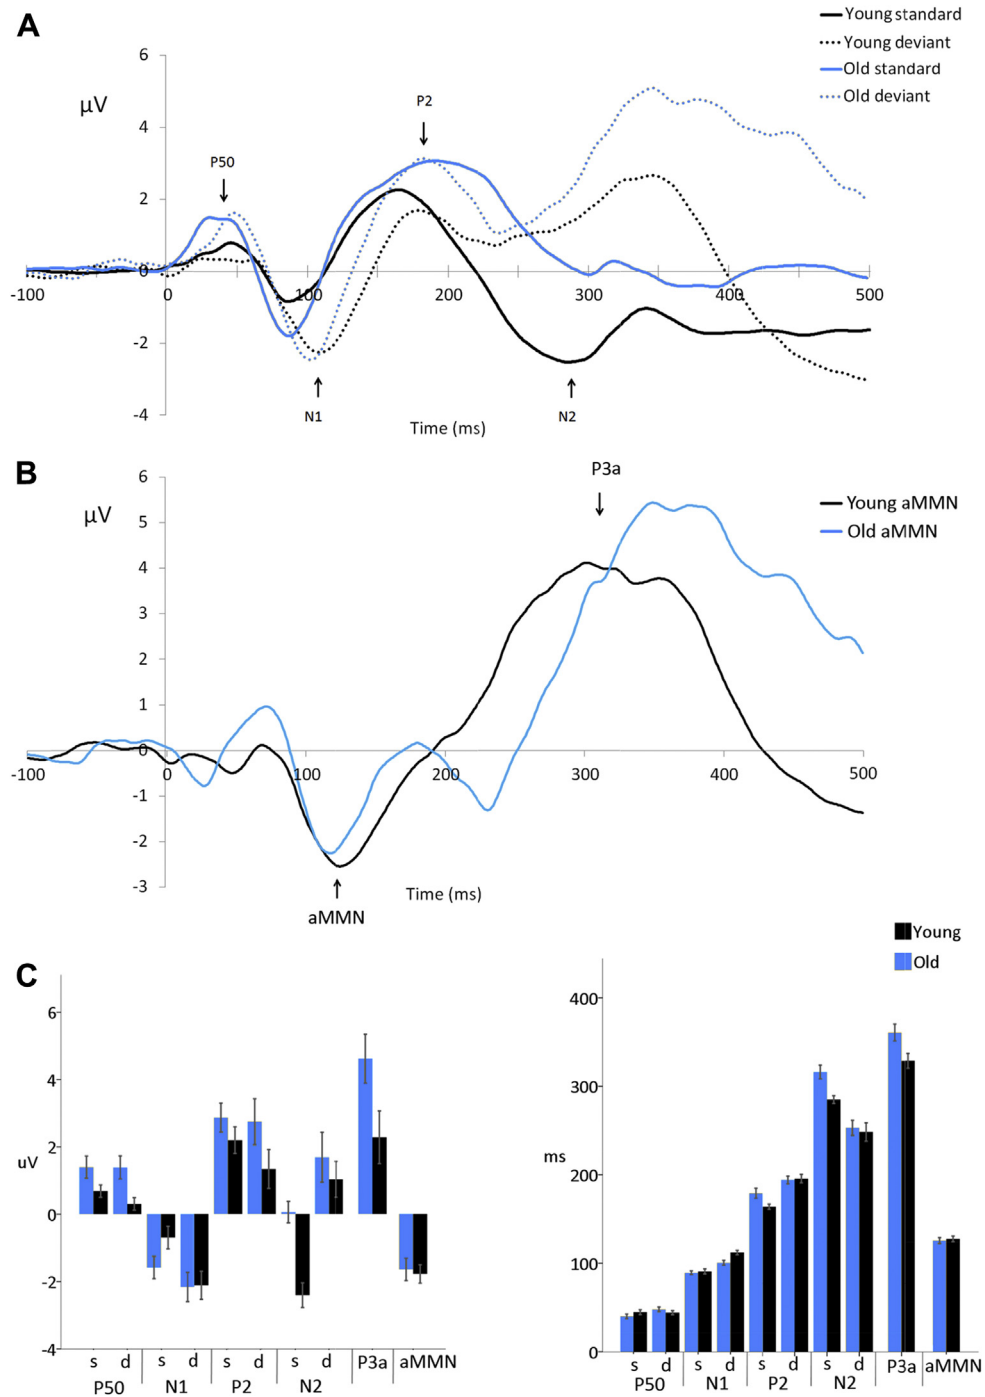 A
Young standard
Young deviant
Old standard
Old deviant
6
4
2
0
-2
-4
µV
P50
P2
N1
N2
-100 0 100 200 300 400 500
Time (ms)
B
P3a
Young aMMN
Old aMMN
µV
6
5
4
3
2
1
0
-1
-2
-3
-100 0 100 200 300 400 500
aMMN
Time (ms)
C
Young
Old
6
4
2
uV
0
-2
-4
s d s d s d s d P3a aMMN
P50 N1 P2 N2
400
300
ms
200
100
0
s d s d s d s d P3a aMMN
P50 N1 P2 N2